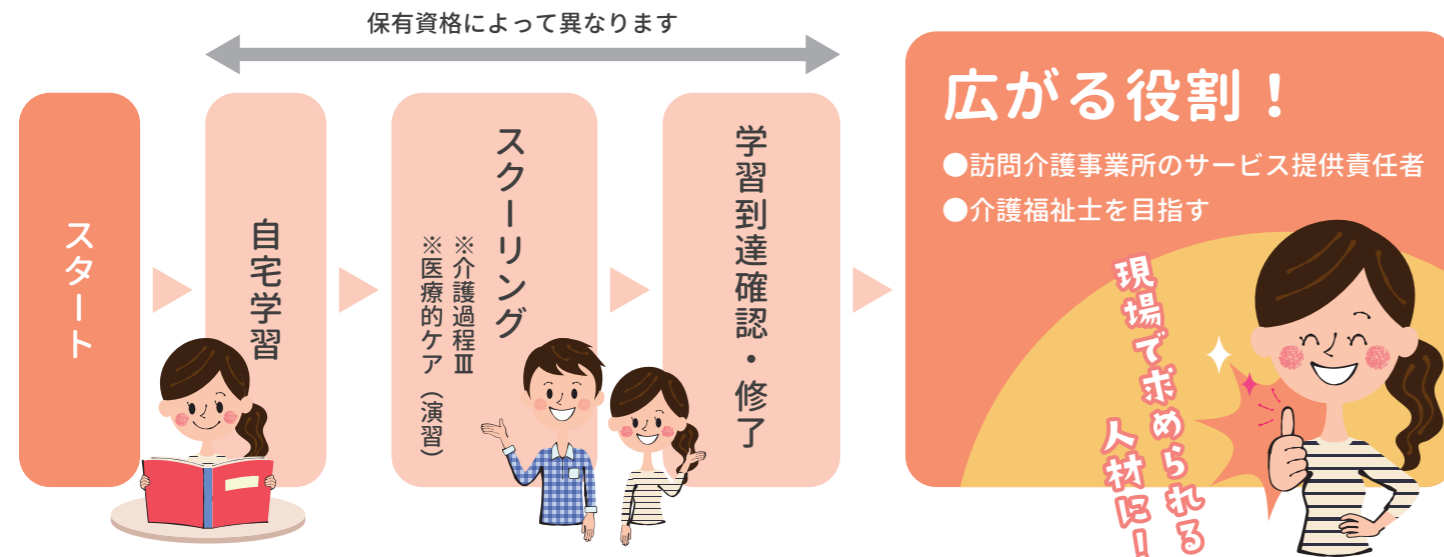 保有資格によって異なります
スタート
自宅学習
スクーリング
※介護過程Ⅲ
※医療的ケア(演習)
学習到達確認・修了
広がる役割!
●訪問介護事業所のサービス提供責任者
●介護福祉士を目指す
現場で求められる
人材に!